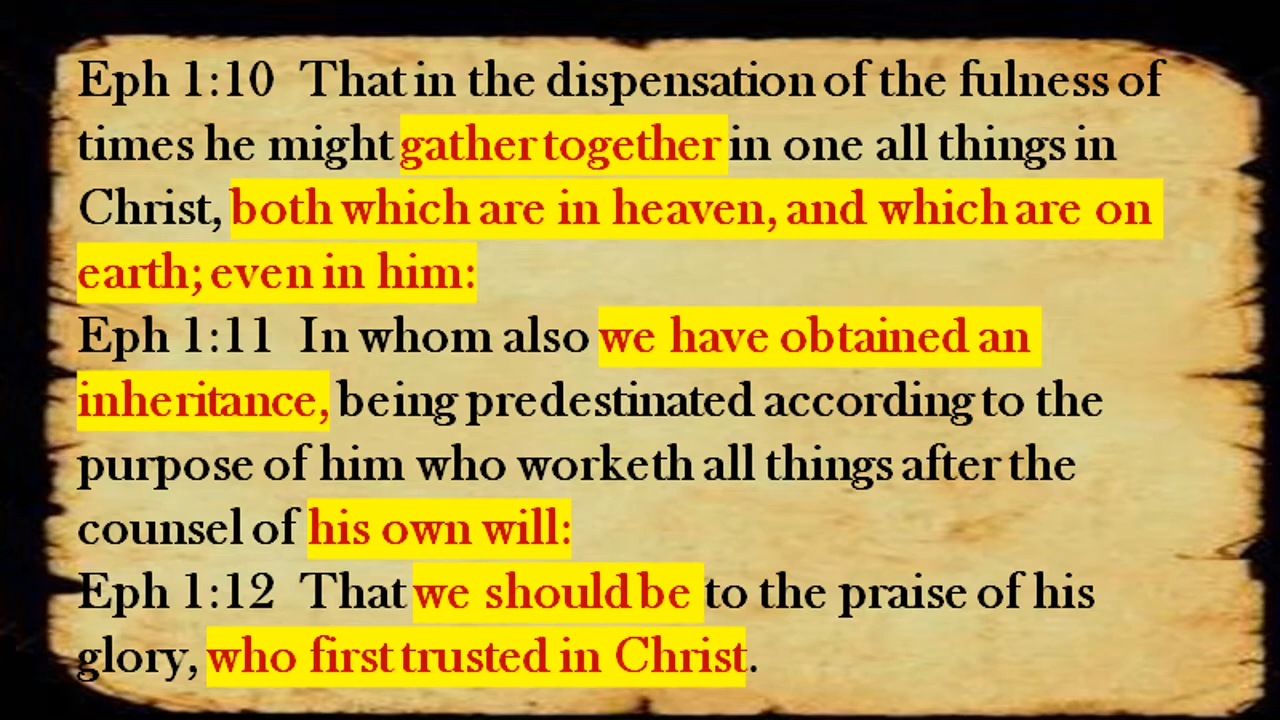 Eph 1:10  That in the dispensation of the fulness of
times he might gather together in one all things in
Christ, both which are in heaven, and which are on
earth; even in him:
Eph 1:11  In whom also we have obtained an
inheritance, being predestinated according to the
purpose of him who worketh all things after the
counsel of his own will:
Eph 1:12  That we should be to the praise of his
glory, who first trusted in Christ.